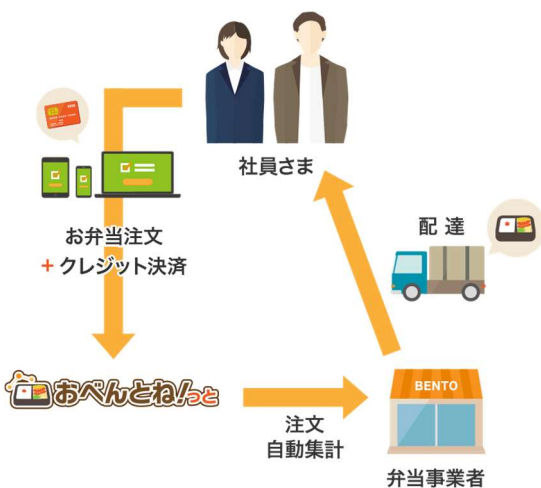 社員さま
お弁当注文
+ クレジット決済
配達
おべんとね!っと
注文
自動集計
BENTO
弁当事業者